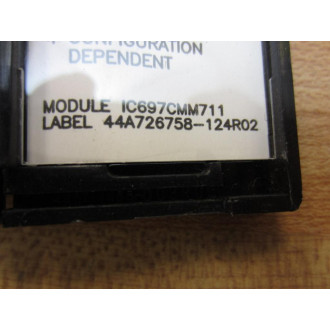 CONFIGURATION
DEPENDENT
MODULE IC697CMM711
LABEL 44A726758-124R02